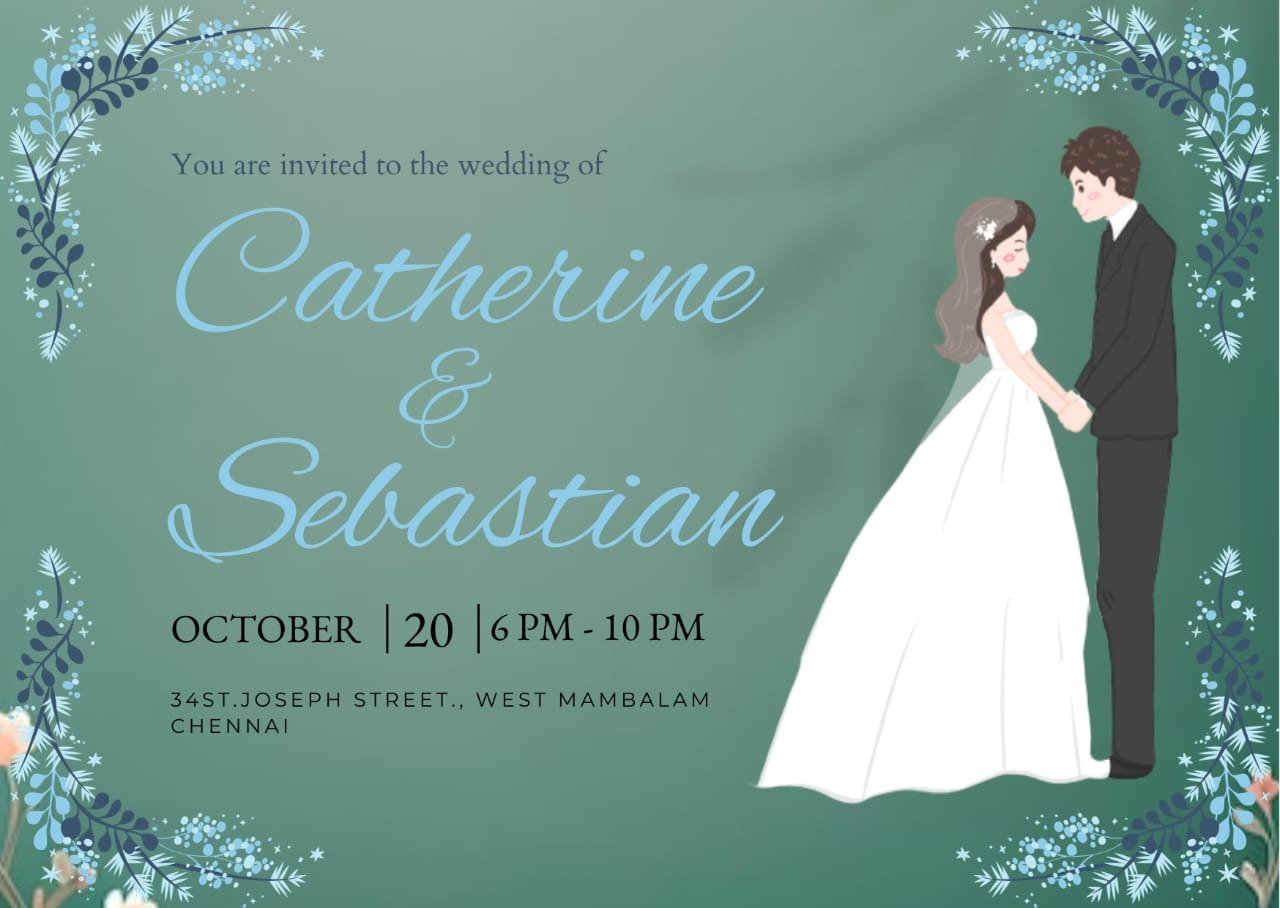 You are invited to the wedding of
Catherine
&
Sebastian
OCTOBER | 20 | 6 PM - 10 PM
34ST.JOSEPH STREET., WEST MAMBALAM
CHENNAI